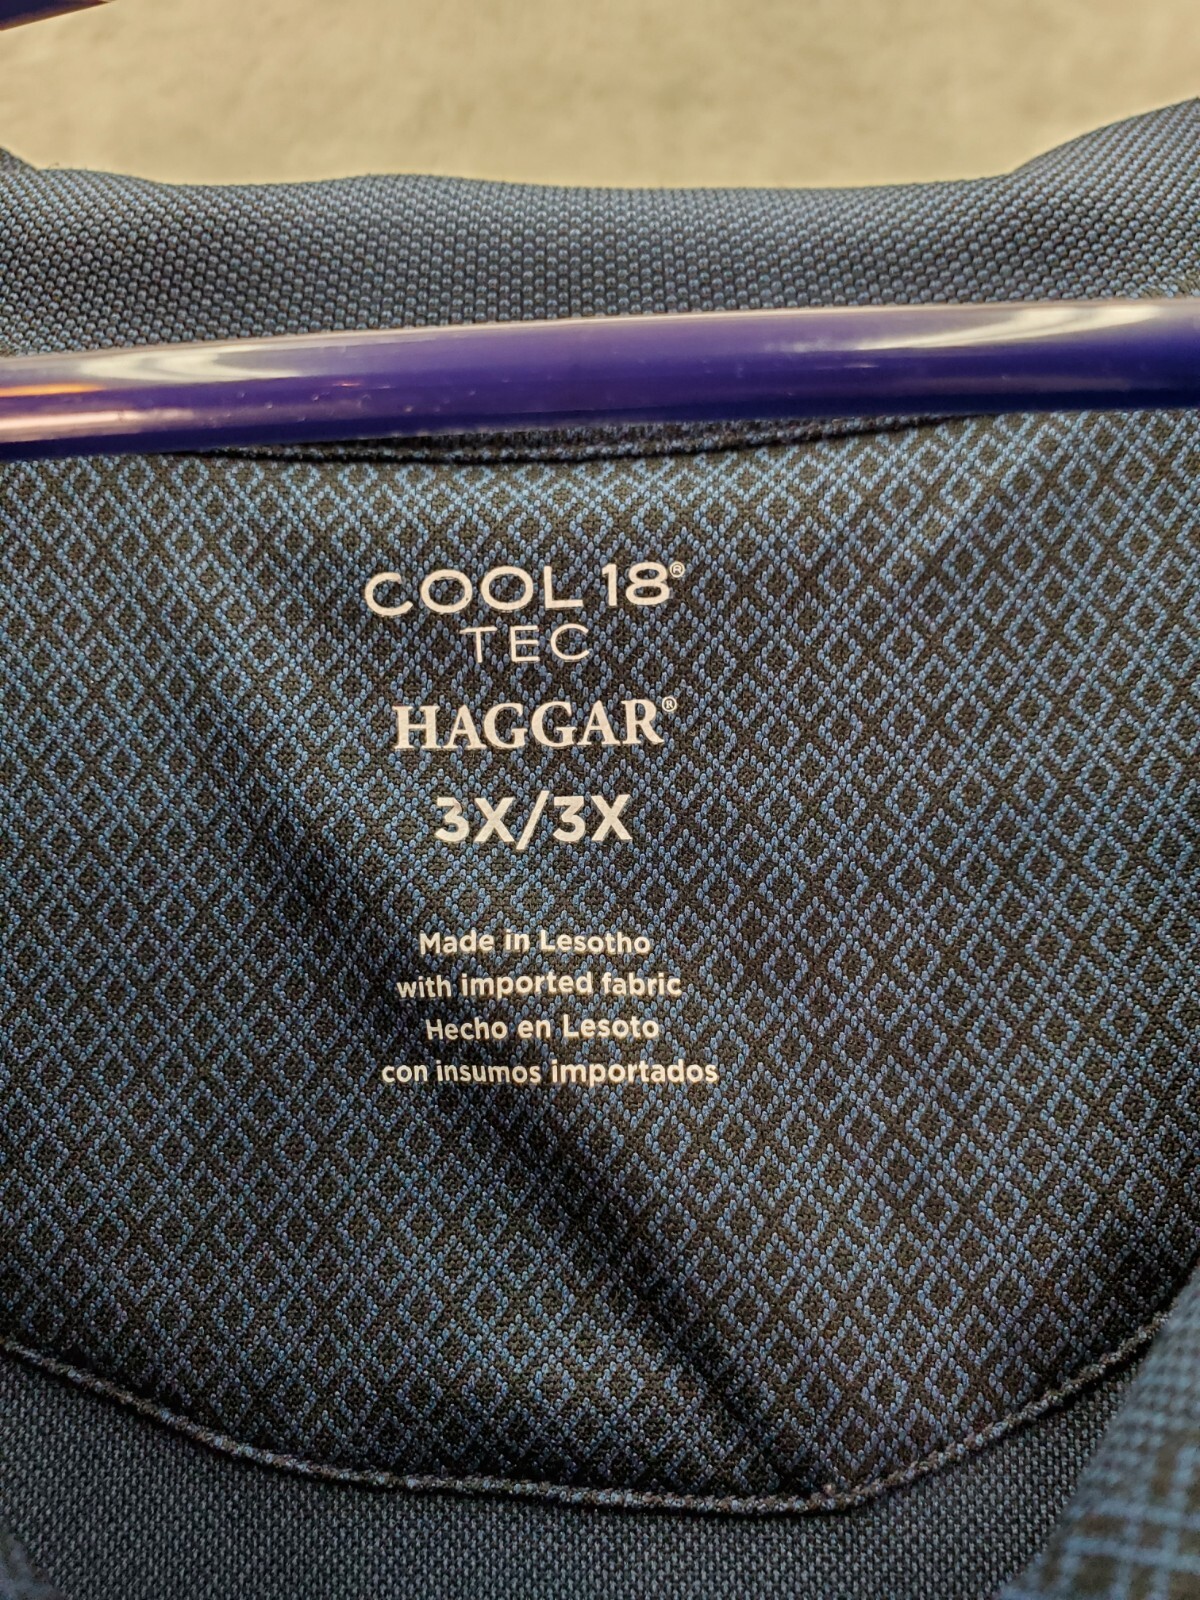 COOL 18®
TEC
HAGGAR®
3X/3X
Made in Lesotho
with imported fabric
Hecho en Lesoto
con insumos importados